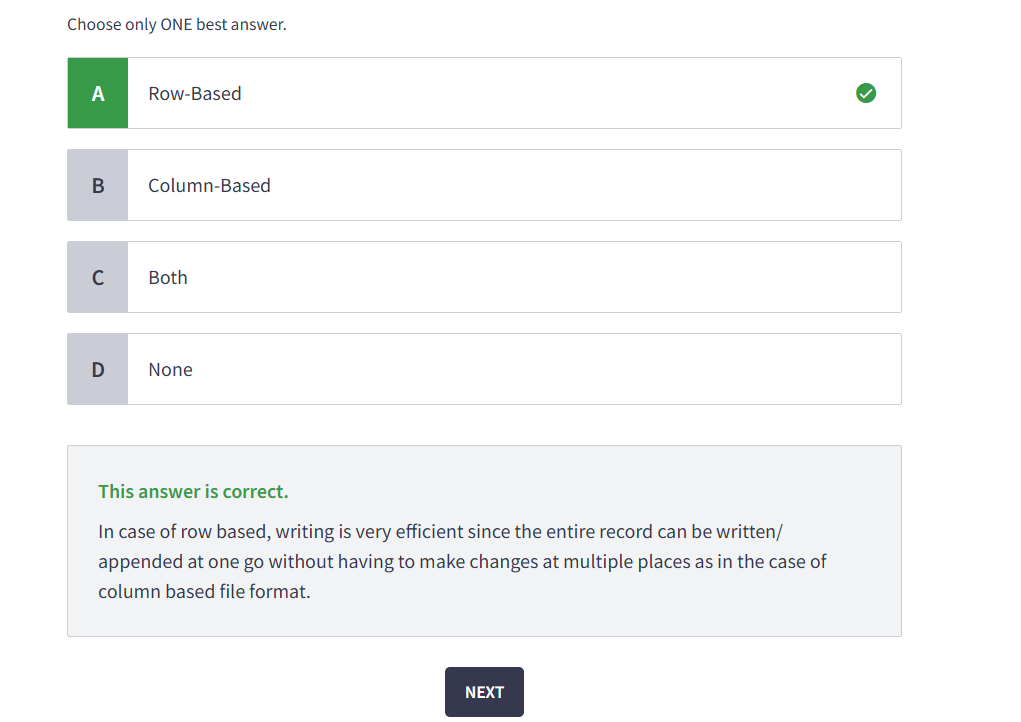 Choose only ONE best answer.
A
Row-Based
B
Column-Based
C
Both
D
None
This answer is correct.
In case of row based, writing is very efficient since the entire record can be written/
appended at one go without having to make changes at multiple places as in the case of
column based file format.
NEXT